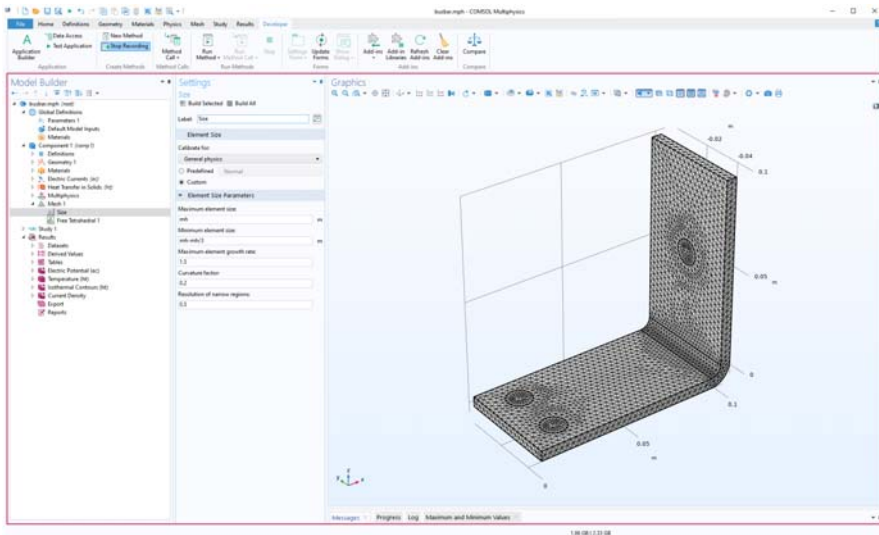 busbar.mph - COMSOL Multiphysics
File Home Definitions Geometry Materials Physics Mesh Study Results Developer
Application Builder
Data Access
Test Application
Application
New Method
Stop Recording
Create Methods
Method Call
Method Calls
Run Method
Run Method Call
Stop
Run Methods
Settings Form
Update Forms
Show Dialog
Forms
Add-ins
Add-in Libraries
Refresh Add-ins
Clear Add-ins
Add-ins
Compare
Compare
Model Builder
busbar.mph (root)
Global Definitions
Parameters 1
Default Model Inputs
Materials
Component 1 (comp1)
Definitions
Geometry 1
Materials
Electric Currents (ec)
Heat Transfer in Solids (ht)
Multiphysics
Mesh 1
Size
Free Tetrahedral 1
Study 1
Results
Datasets
Derived Values
Tables
Electric Potential (ec)
Temperature (ht)
Isothermal Contours (ht)
Current Density
Export
Reports
Settings
Size
Build Selected Build All
Label: Size
Element Size
Calibrate for:
General physics
Predefined Normal
Custom
Element Size Parameters
Maximum element size:
mh m
Minimum element size:
mh-mh/3 m
Maximum element growth rate:
1.5
Curvature factor:
0.2
Resolution of narrow regions:
0.5
Graphics
m
-0.02
-0.04
0.1
0.05
m
0
0.1
0.05
m
0
z
y x
Messages Progress Log Maximum and Minimum Values